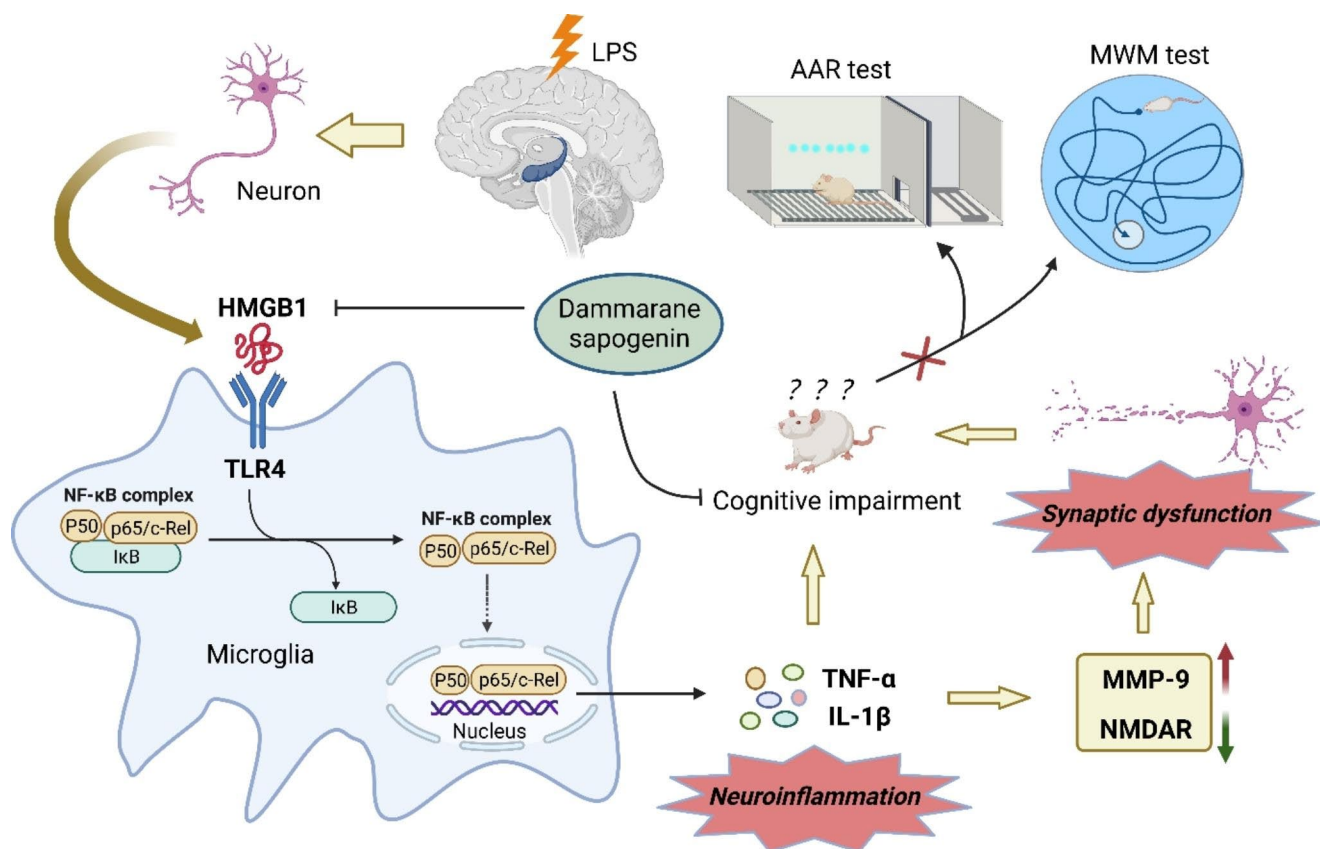 LPS
AAR test
MWM test
Neuron
HMGB1
Dammarane
sapogenin
? ? ?
TLR4
Cognitive impairment
Synaptic dysfunction
NF-κB complex
P50
p65/c-Rel
IκB
NF-κB complex
P50
p65/c-Rel
IκB
Microglia
P50
p65/c-Rel
Nucleus
TNF-α
IL-1β
MMP-9
NMDAR
Neuroinflammation